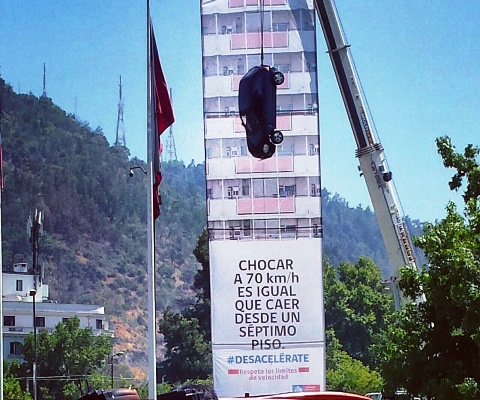 CHOCAR
A 70 km/h
ES IGUAL
QUE CAER
DESDE UN
SÉPTIMO
PISO.
#DESACELÉRATE
Respeta los límites
de velocidad